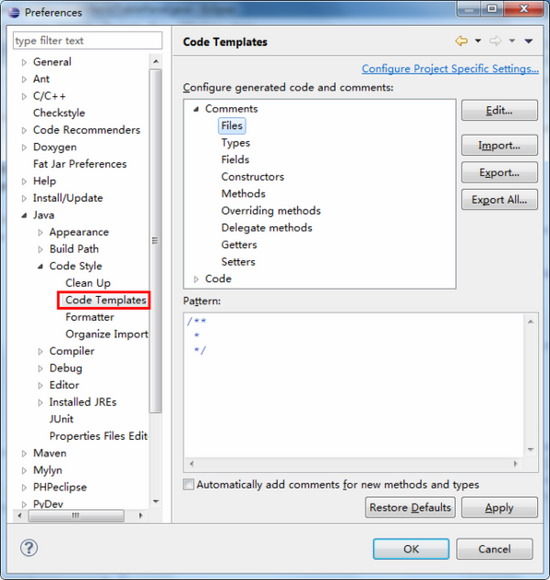 Preferences
type filter text
General
Ant
C/C++
Checkstyle
Code Recommenders
Doxygen
Fat Jar Preferences
Help
Install/Update
Java
Appearance
Build Path
Code Style
Clean Up
Code Templates
Formatter
Organize Import
Compiler
Debug
Editor
Installed JREs
JUnit
Properties Files Edit
Maven
Mylyn
PHPeclipse
PyDev
Code Templates
Configure Project Specific Settings...
Configure generated code and comments:
Comments
Files
Types
Fields
Constructors
Methods
Overriding methods
Delegate methods
Getters
Setters
Code
Edit...
Import...
Export...
Export All...
Pattern:
/**
*
*/
Automatically add comments for new methods and types
Restore Defaults
Apply
OK
Cancel